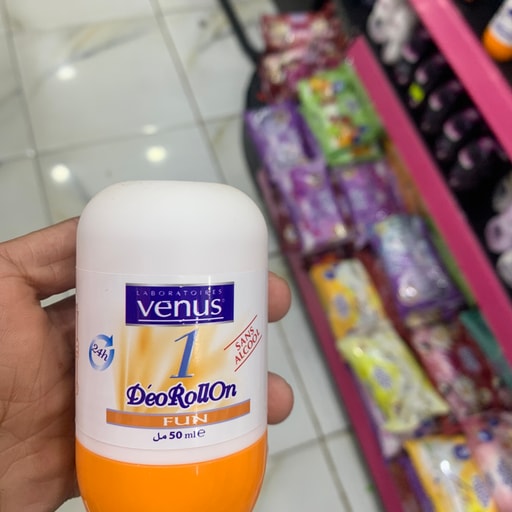 LABORATOIRES
venus
1
24h
SANS
ALCOOL
DéoRollOn
FUN
50 ml e مل